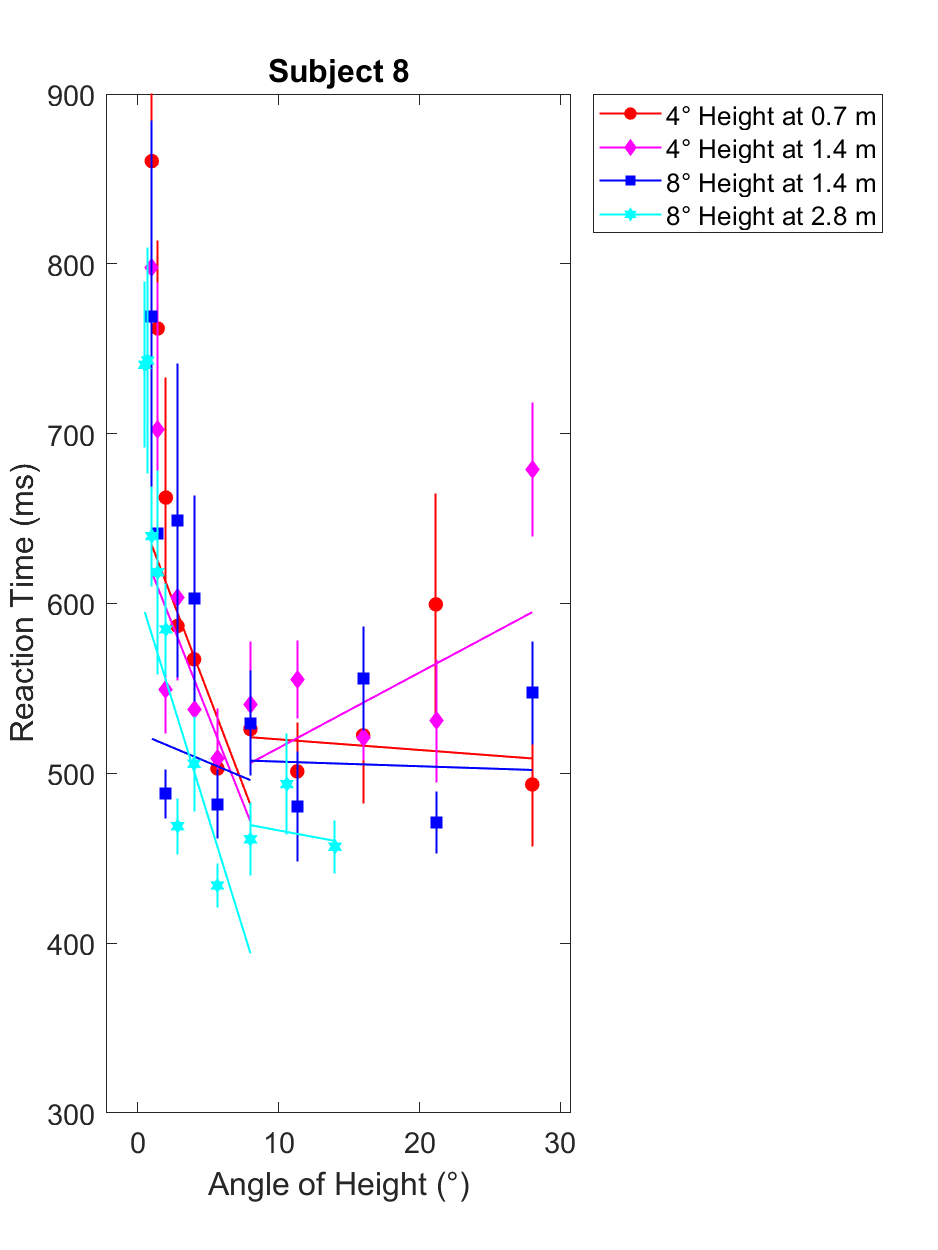 Subject 8
900
800
700
600
500
400
300
0 10 20 30
Reaction Time (ms)
Angle of Height (°)
4° Height at 0.7 m
4° Height at 1.4 m
8° Height at 1.4 m
8° Height at 2.8 m